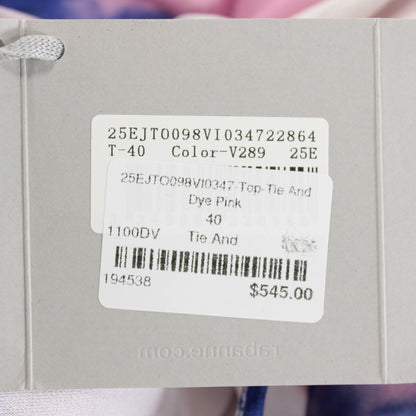 25EJTO098VI034722864
T-40 Color-V289 25E
25EJTO098VI0347-Top-Tie And
Dye Pink
40
1100DV Tie And
194538
$545.00
rabanne.com